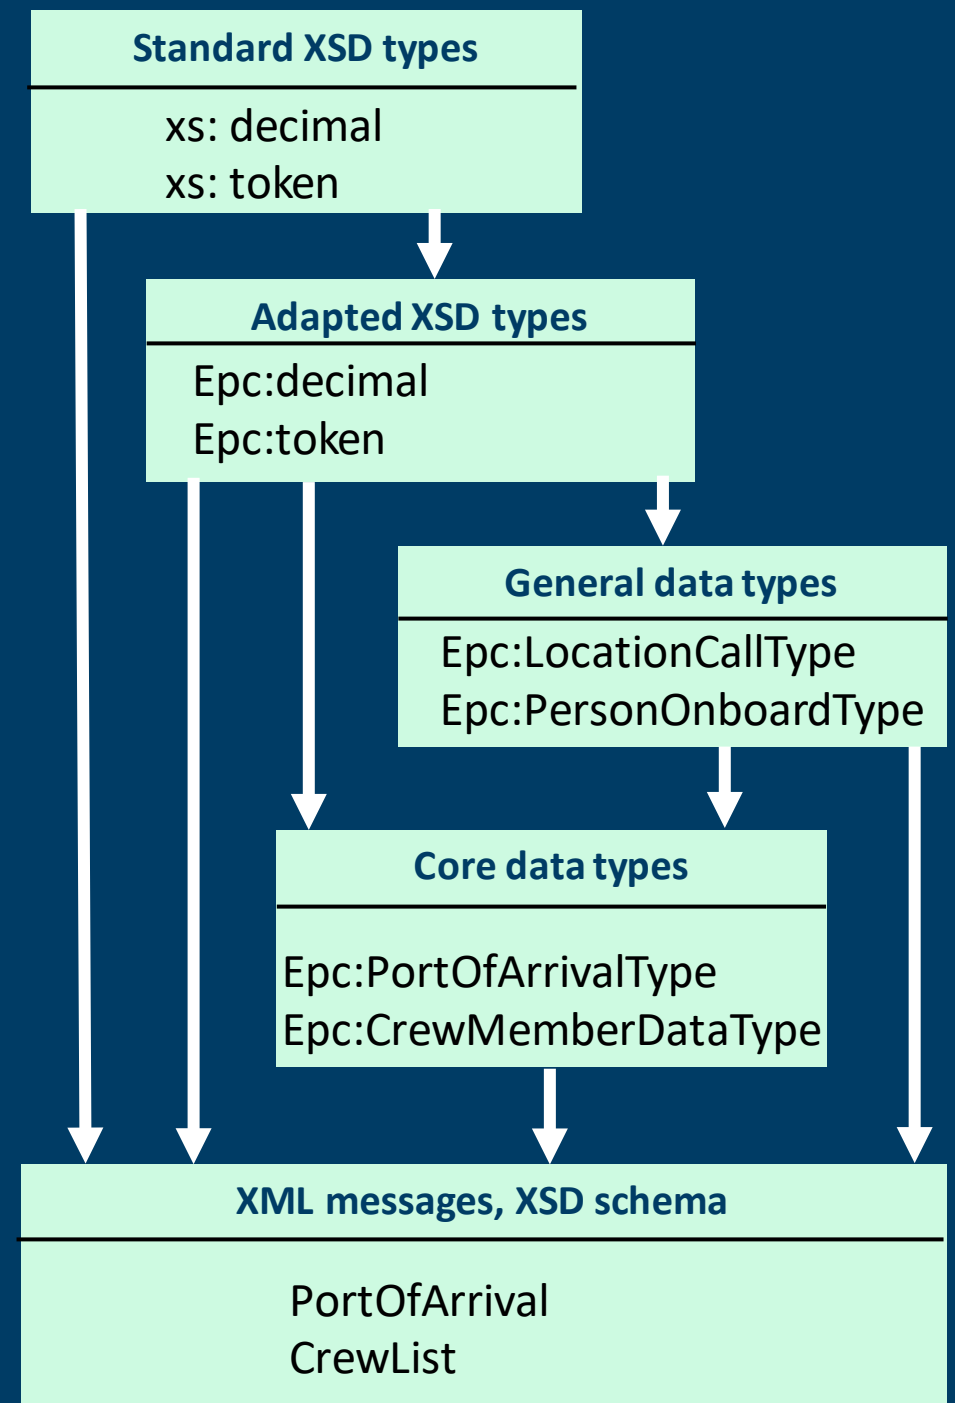 Standard XSD types
xs: decimal
xs: token
Adapted XSD types
Epc:decimal
Epc:token
General data types
Epc:LocationCallType
Epc:PersonOnboardType
Core data types
Epc:PortOfArrivalType
Epc:CrewMemberDataType
XML messages, XSD schema
PortOfArrival
CrewList